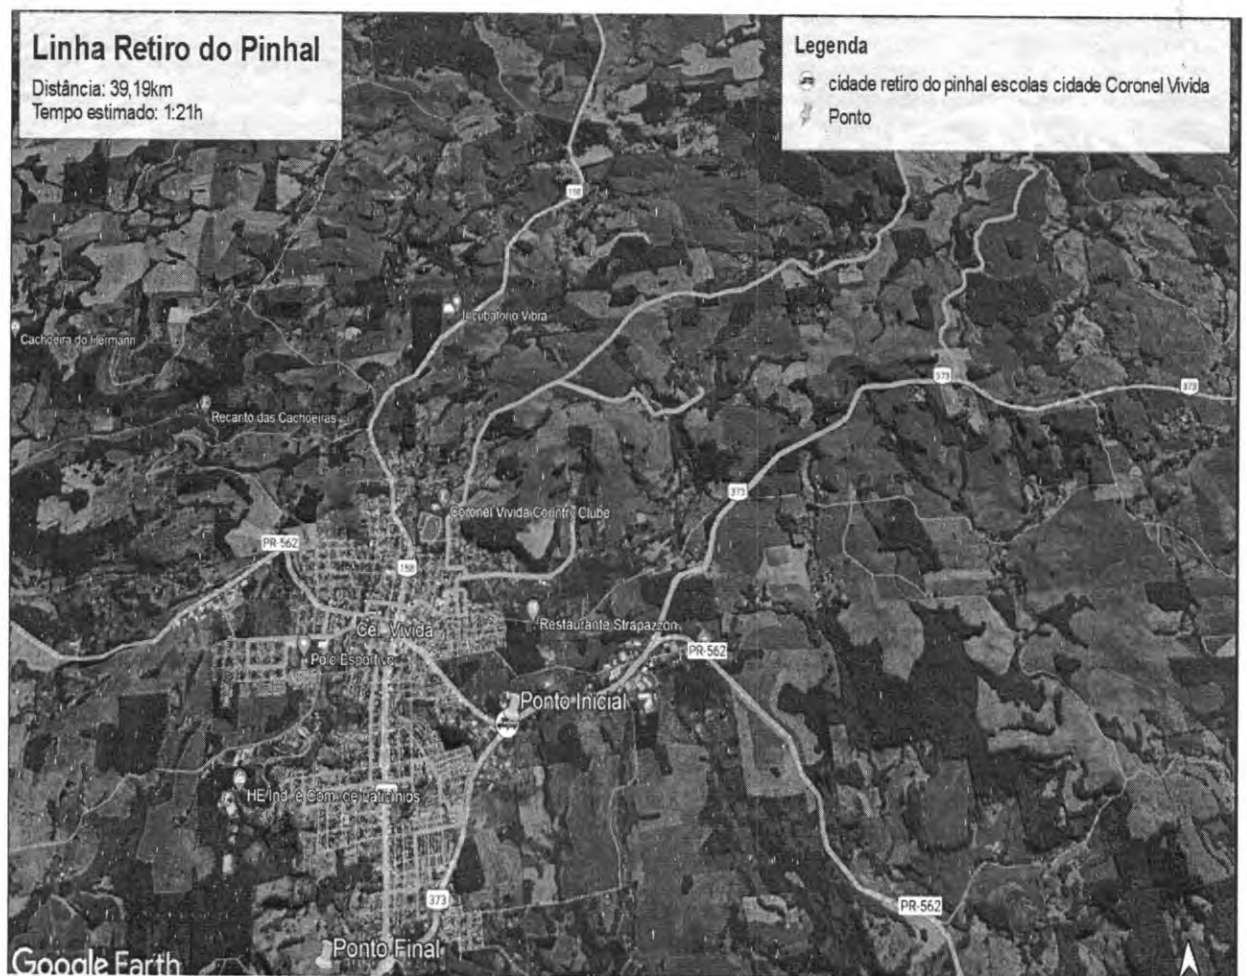 Linha Retiro do Pinhal
Distância: 39,19km
Tempo estimado: 1:21h
Legenda
cidade retiro do pinhal escolas cidade Coronel Vivida
Ponto
158
Incubatório Vibra
Cachoeira do Hermann
373
373
Recanto das Cachoeiras
373
Coronel Vivida Country Clube
PR-562
158
Restaurante Strapazzon
Cel. Vivida
PR-562
Polo Esportivo
Ponto Inicial
HE Ind. e Com. de Laticínios
373
PR-562
Ponto Final
Google Earth